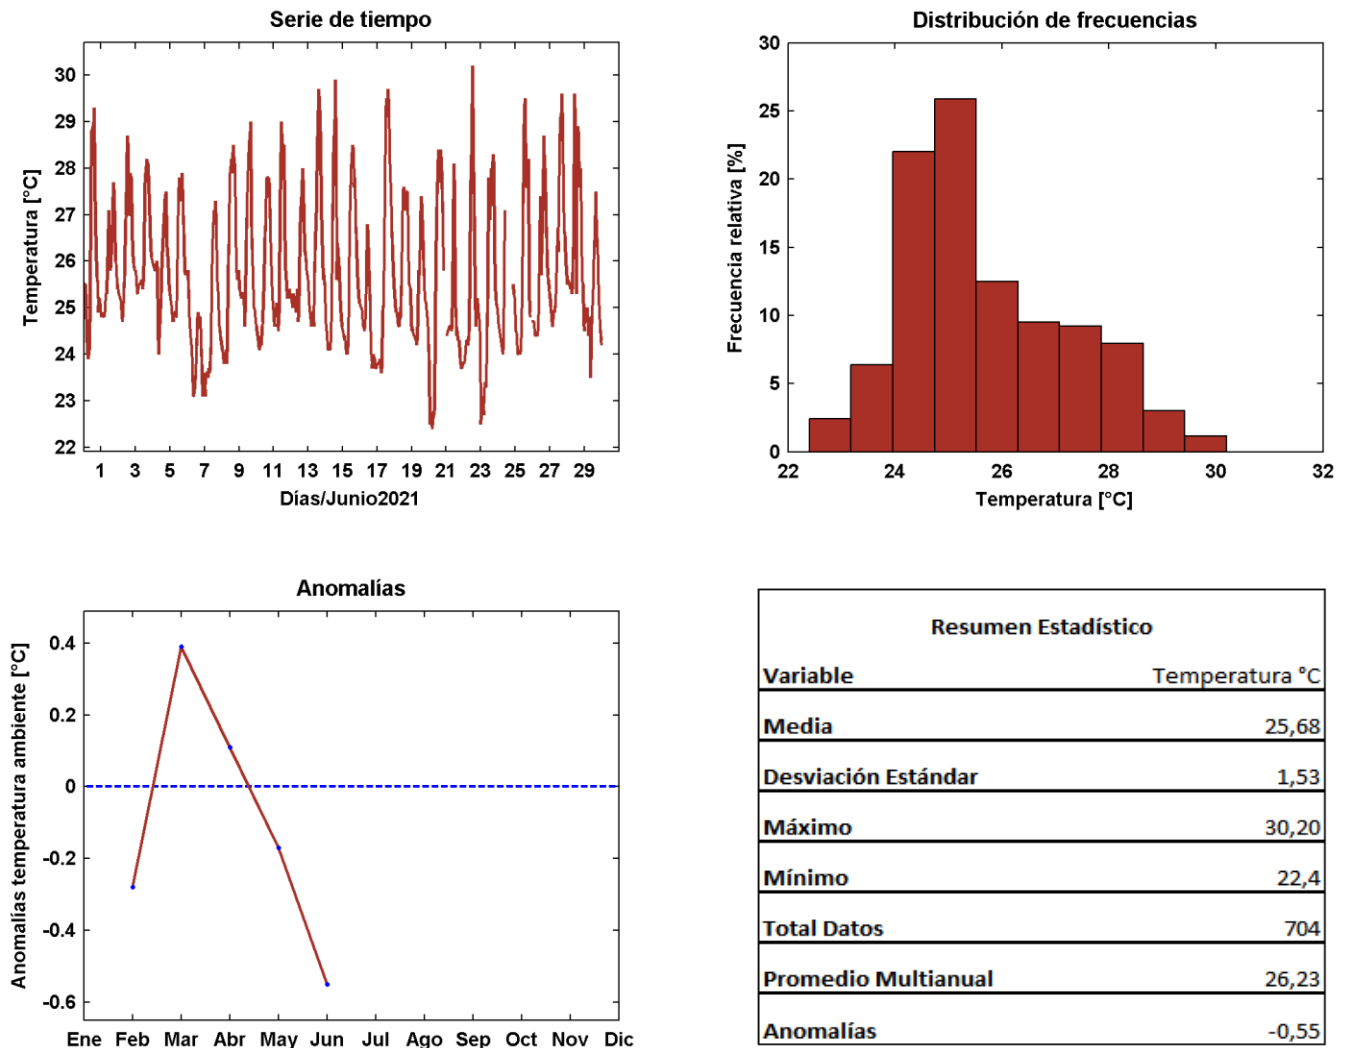 Serie de tiempo
Temperatura [°C]
30
29
28
27
26
25
24
23
22
1 3 5 7 9 11 13 15 17 19 21 23 25 27 29
Días/Junio2021
Distribución de frecuencias
Frecuencia relativa [%]
30
25
20
15
10
5
0
22 24 26 28 30 32
Temperatura [°C]
Anomalías
Anomalías temperatura ambiente [°C]
0.4
0.2
0
-0.2
-0.4
-0.6
Ene Feb Mar Abr May Jun Jul Ago Sep Oct Nov Dic
Resumen Estadístico
Variable Temperatura °C
Media 25,68
Desviación Estándar 1,53
Máximo 30,20
Mínimo 22,4
Total Datos 704
Promedio Multianual 26,23
Anomalías -0,55